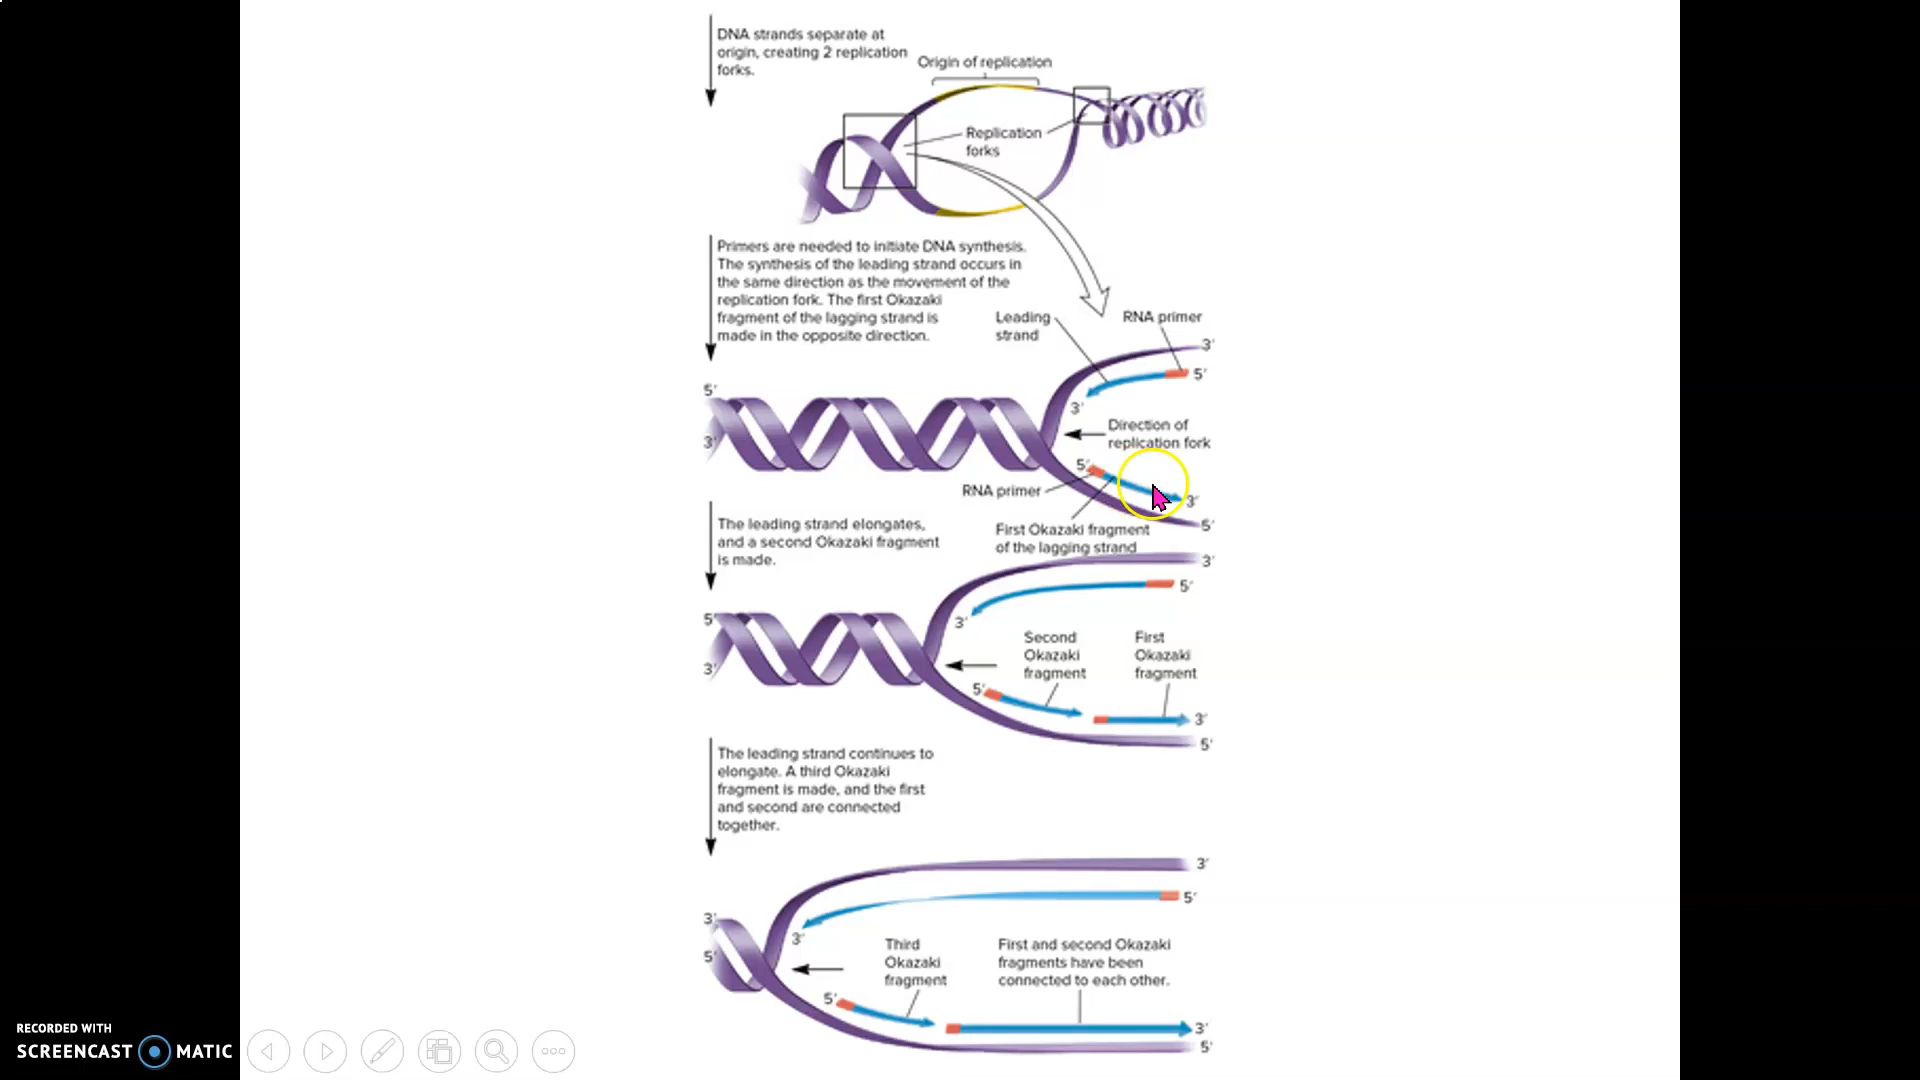 DNA strands separate at
origin, creating 2 replication
forks.
Origin of replication
Replication
forks
Primers are needed to initiate DNA synthesis.
The synthesis of the leading strand occurs in
the same direction as the movement of the
replication fork. The first Okazaki
fragment of the lagging strand is
made in the opposite direction.
Leading
strand
RNA primer
3′
5′
5′
3′
3′
Direction of
replication fork
5′
RNA primer
3′
5′
First Okazaki fragment
of the lagging strand
The leading strand elongates,
and a second Okazaki fragment
is made.
3′
5′
5′
3′
3′
Second
Okazaki
fragment
First
Okazaki
fragment
5′
3′
5′
The leading strand continues to
elongate. A third Okazaki
fragment is made, and the first
and second are connected
together.
3′
5′
3′
5′
3′
Third
Okazaki
fragment
First and second Okazaki
fragments have been
connected to each other.
5′
3′
5′
RECORDED WITH
SCREENCAST MATIC